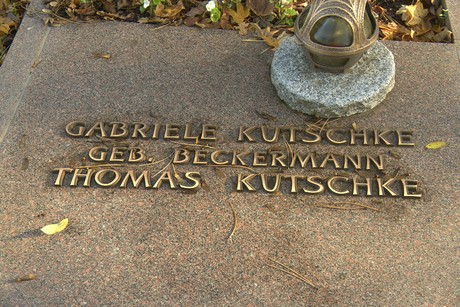 GABRIELE KUTSCHKE
GEB. BECKERMANN
THOMAS KUTSCHKE